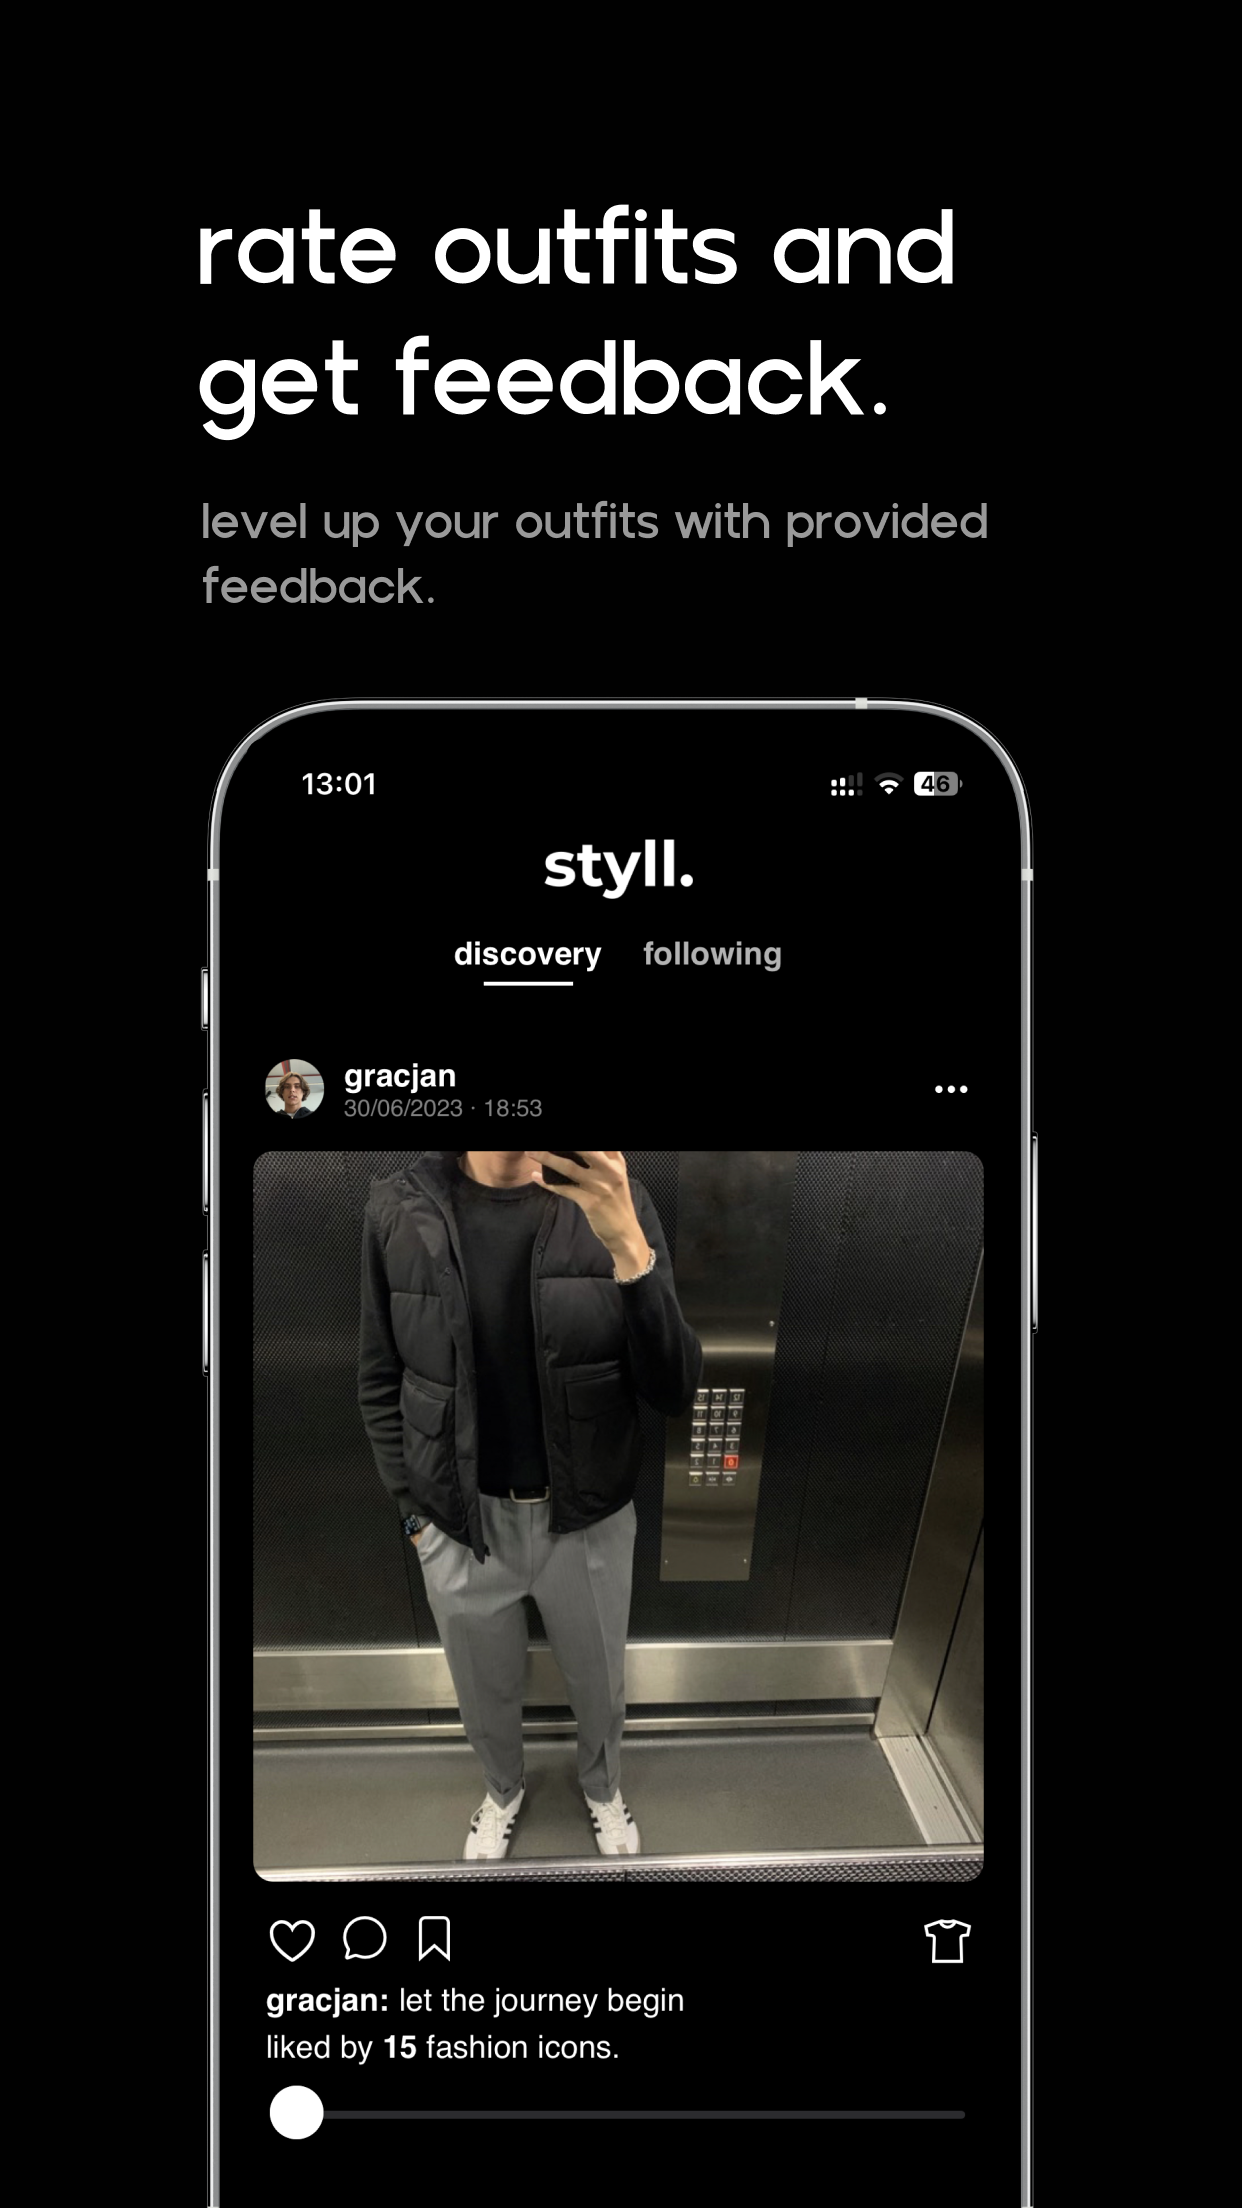 rate outfits and
get feedback.
level up your outfits with provided
feedback.
13:01
46
styll.
discovery following
gracjan
30/06/2023 · 18:53
gracjan: let the journey begin
liked by 15 fashion icons.